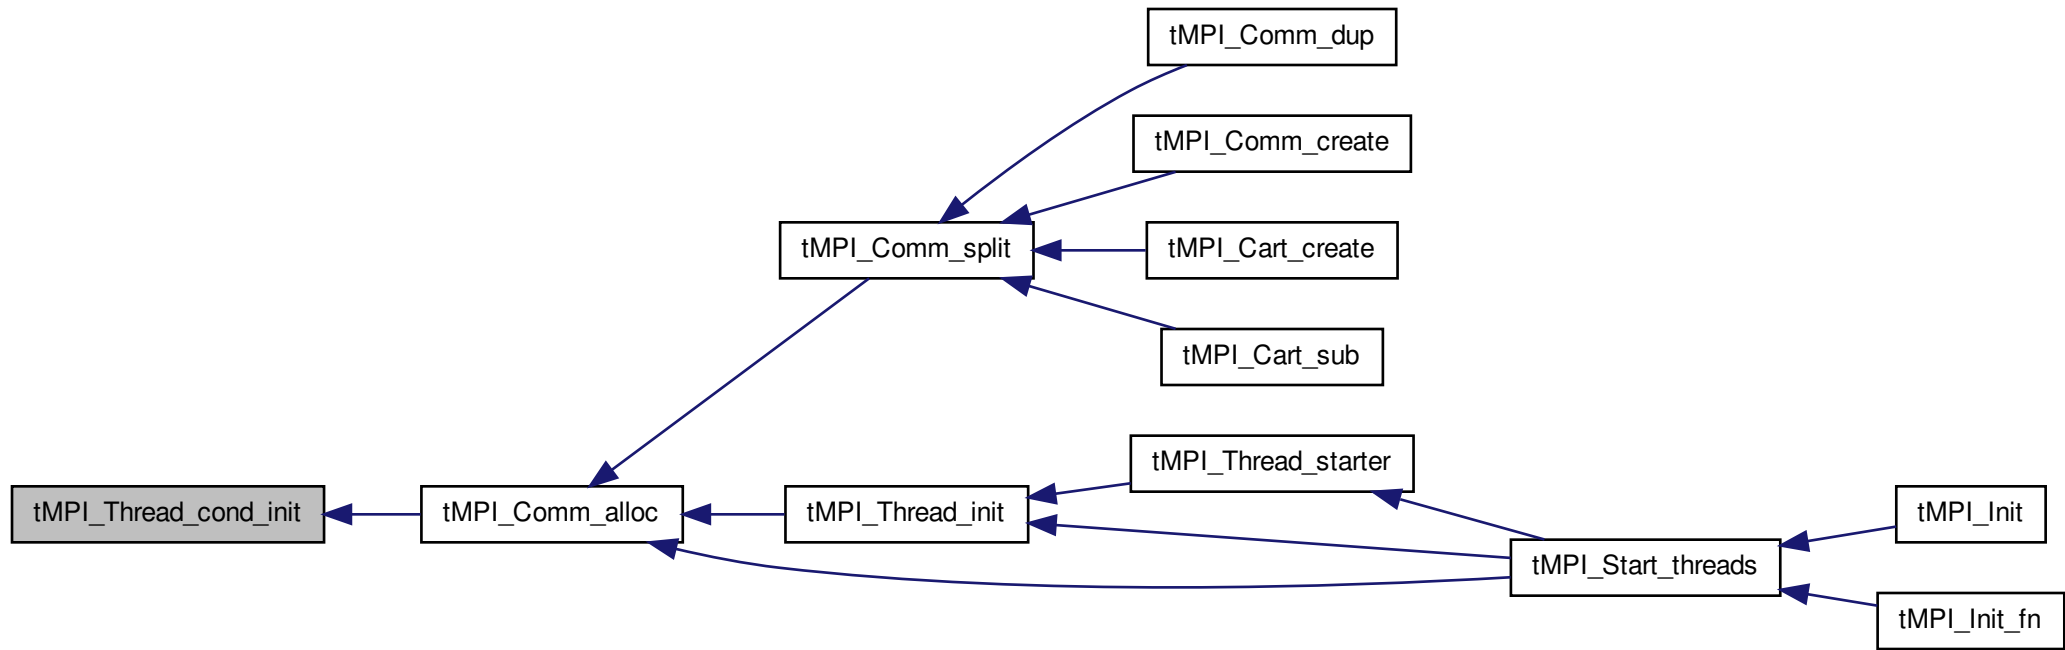 tMPI_Comm_dup
tMPI_Comm_create
tMPI_Comm_split
tMPI_Cart_create
tMPI_Cart_sub
tMPI_Thread_starter
tMPI_Thread_cond_init
tMPI_Comm_alloc
tMPI_Thread_init
tMPI_Init
tMPI_Start_threads
tMPI_Init_fn